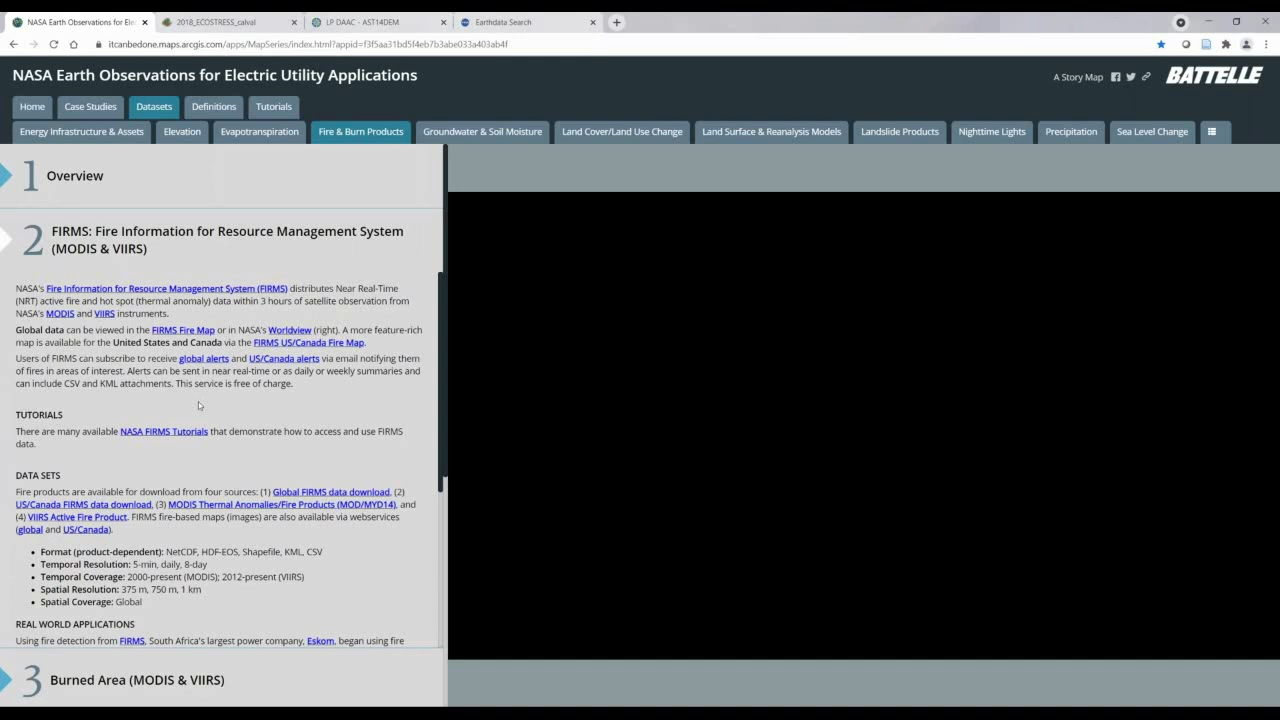 NASA Earth Observations for Elec
2018_ECOSTRESS_calval
LP DAAC - AST14DEM
Earthdata Search
itcanbedone.maps.arcgis.com/apps/MapSeries/index.html?appid=f3f5aa31bd5f4eb7b3abe033a403ab4f
NASA Earth Observations for Electric Utility Applications
A Story Map
BATTELLE
Home
Case Studies
Datasets
Definitions
Tutorials
Energy Infrastructure & Assets
Elevation
Evapotranspiration
Fire & Burn Products
Groundwater & Soil Moisture
Land Cover/Land Use Change
Land Surface & Reanalysis Models
Landslide Products
Nighttime Lights
Precipitation
Sea Level Change
1 Overview
2 FIRMS: Fire Information for Resource Management System
(MODIS & VIIRS)
NASA's Fire Information for Resource Management System (FIRMS) distributes Near Real-Time
(NRT) active fire and hot spot (thermal anomaly) data within 3 hours of satellite observation from
NASA's MODIS and VIIRS instruments.
Global data can be viewed in the FIRMS Fire Map or in NASA's Worldview (right). A more feature-rich
map is available for the United States and Canada via the FIRMS US/Canada Fire Map.
Users of FIRMS can subscribe to receive global alerts and US/Canada alerts via email notifying them
of fires in areas of interest. Alerts can be sent in near real-time or as daily or weekly summaries and
can include CSV and KML attachments. This service is free of charge.
TUTORIALS
There are many available NASA FIRMS Tutorials that demonstrate how to access and use FIRMS
data.
DATA SETS
Fire products are available for download from four sources: (1) Global FIRMS data download, (2)
US/Canada FIRMS data download, (3) MODIS Thermal Anomalies/Fire Products (MOD/MYD14), and
(4) VIIRS Active Fire Product. FIRMS fire-based maps (images) are also available via webservices
(global and US/Canada).
• Format (product-dependent): NetCDF, HDF-EOS, Shapefile, KML, CSV
• Temporal Resolution: 5-min, daily, 8-day
• Temporal Coverage: 2000-present (MODIS); 2012-present (VIIRS)
• Spatial Resolution: 375 m, 750 m, 1 km
• Spatial Coverage: Global
REAL WORLD APPLICATIONS
Using fire detection from FIRMS, South Africa's largest power company, Eskom, began using fire
3 Burned Area (MODIS & VIIRS)